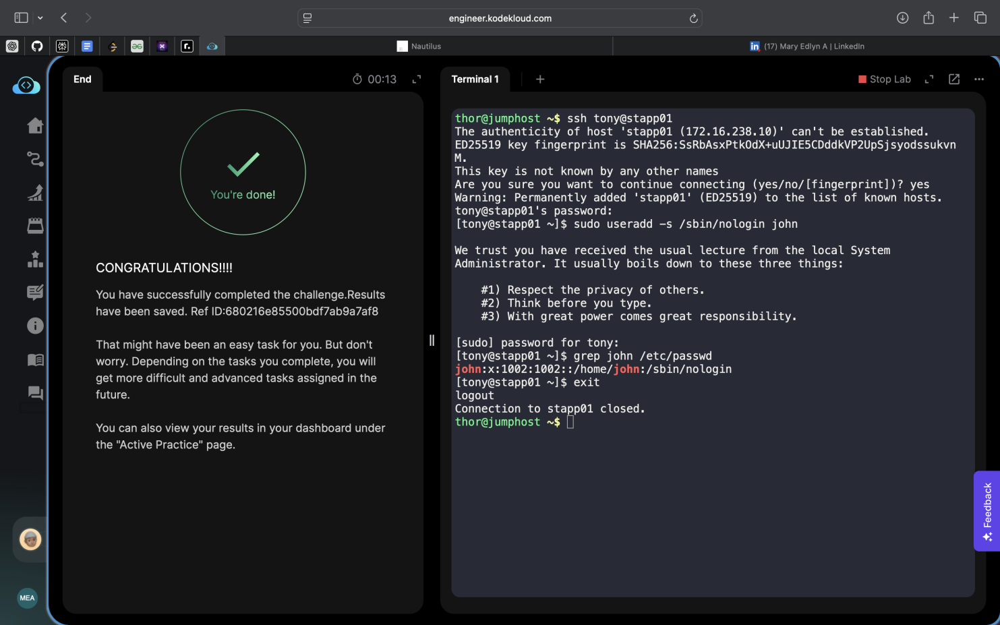 engineer.kodekloud.com
Nautilus
(17) Mary Edlyn A | LinkedIn
End
00:13
You're done!
CONGRATULATIONS!!!!
You have successfully completed the challenge.Results
have been saved. Ref ID:680216e85500bdf7ab9a7af8
That might have been an easy task for you. But don't
worry. Depending on the tasks you complete, you will
get more difficult and advanced tasks assigned in the
future.
You can also view your results in your dashboard under
the "Active Practice" page.
MEA
Terminal 1
Stop Lab
thor@jumphost ~$ ssh tony@stapp01
The authenticity of host 'stapp01 (172.16.238.10)' can't be established.
ED25519 key fingerprint is SHA256:SsRbAsxPtkOdX+uUJIE5CDddkVP2UpSjsyodssukvn
M.
This key is not known by any other names
Are you sure you want to continue connecting (yes/no/[fingerprint])? yes
Warning: Permanently added 'stapp01' (ED25519) to the list of known hosts.
tony@stapp01's password:
[tony@stapp01 ~]$ sudo useradd -s /sbin/nologin john
We trust you have received the usual lecture from the local System
Administrator. It usually boils down to these three things:
#1) Respect the privacy of others.
#2) Think before you type.
#3) With great power comes great responsibility.
[sudo] password for tony:
[tony@stapp01 ~]$ grep john /etc/passwd
john:x:1002:1002::/home/john:/sbin/nologin
[tony@stapp01 ~]$ exit
logout
Connection to stapp01 closed.
thor@jumphost ~$
Feedback